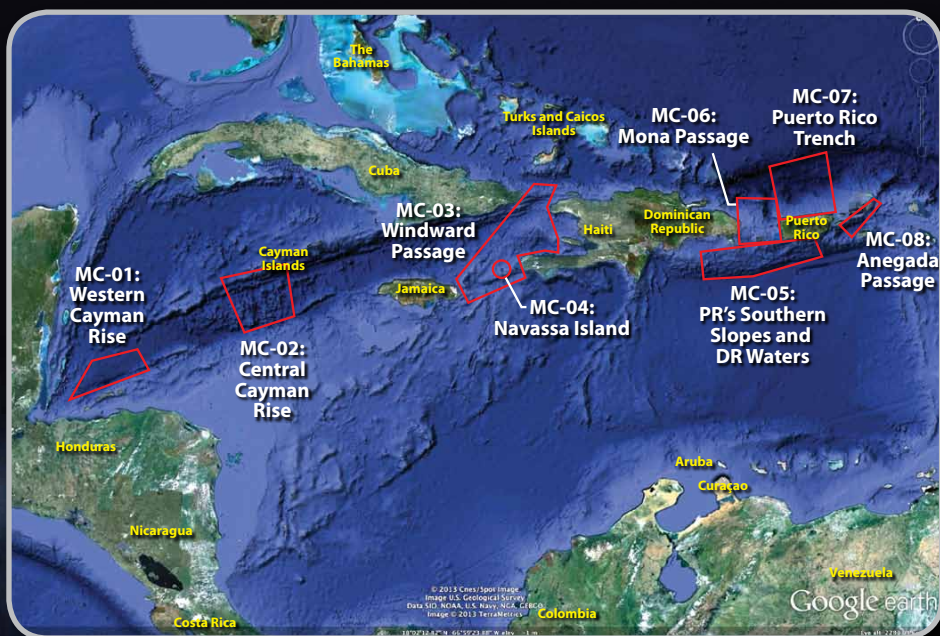 The
Bahamas
Turks and Caicos
Islands
MC-06:
Mona Passage
MC-07:
Puerto Rico
Trench
Cuba
MC-03:
Windward
Passage
Haiti
Dominican
Republic
Puerto
Rico
Cayman
Islands
MC-01:
Western
Cayman
Rise
Jamaica
MC-08:
Anegada
Passage
MC-04:
Navassa Island
MC-05:
PR's Southern
Slopes and
DR Waters
MC-02:
Central
Cayman
Rise
Honduras
Aruba
Curaçao
Nicaragua
Venezuela
© 2013 Cnes/Spot Image
Image U.S. Geological Survey
Data SIO, NOAA, U.S. Navy, NGA, GEBCO
Image © 2013 TerraMetrics
Google earth
Colombia
Costa Rica